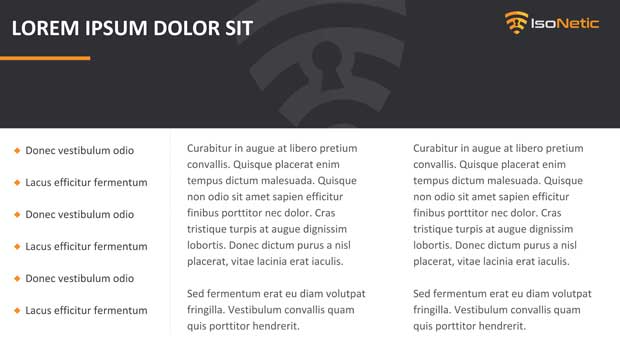 LOREM IPSUM DOLOR SIT
IsoNetic
Donec vestibulum odio
Lacus efficitur fermentum
Donec vestibulum odio
Lacus efficitur fermentum
Donec vestibulum odio
Lacus efficitur fermentum
Curabitur in augue at libero pretium
convallis. Quisque placerat enim
tempus dictum malesuada. Quisque
non odio sit amet sapien efficitur
finibus porttitor nec dolor. Cras
tristique turpis at augue dignissim
lobortis. Donec dictum purus a nisl
placerat, vitae lacinia erat iaculis.
Sed fermentum erat eu diam volutpat
fringilla. Vestibulum convallis quam
quis porttitor hendrerit.
Curabitur in augue at libero pretium
convallis. Quisque placerat enim
tempus dictum malesuada. Quisque
non odio sit amet sapien efficitur
finibus porttitor nec dolor. Cras
tristique turpis at augue dignissim
lobortis. Donec dictum purus a nisl
placerat, vitae lacinia erat iaculis.
Sed fermentum erat eu diam volutpat
fringilla. Vestibulum convallis quam
quis porttitor hendrerit.